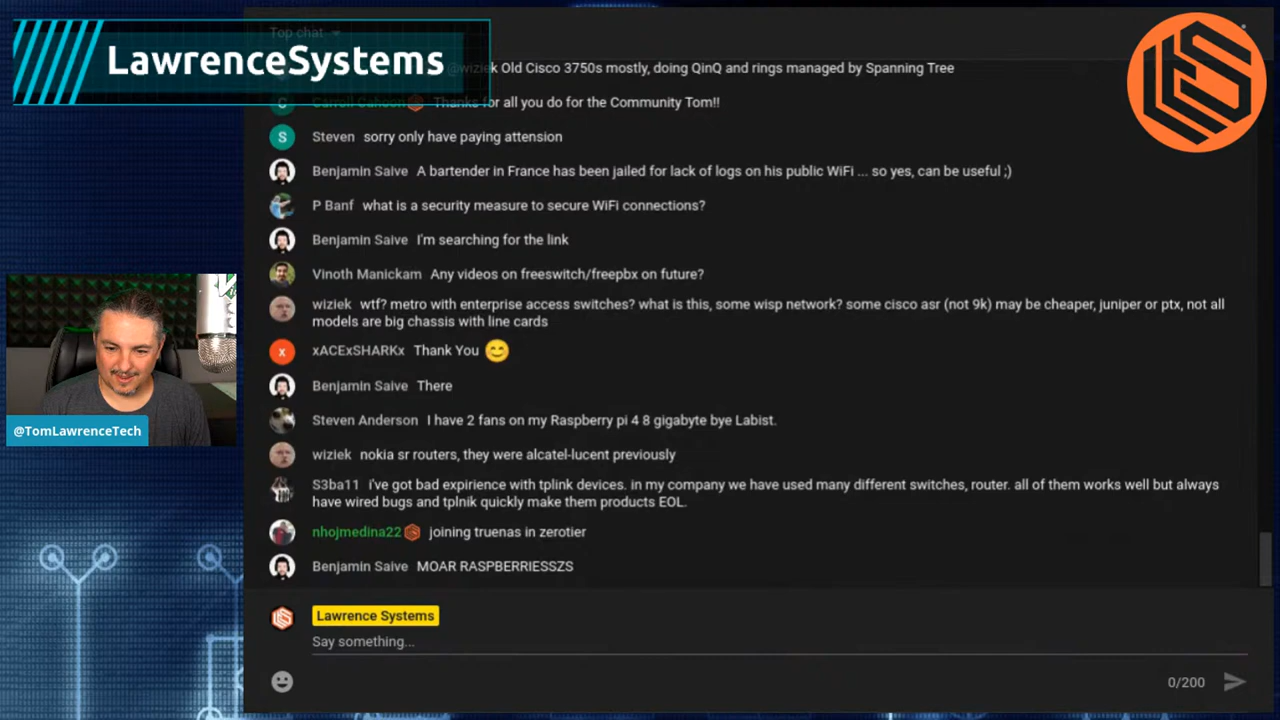 LawrenceSystems
Top chat
@wiziek Old Cisco 3750s mostly, doing QinQ and rings managed by Spanning Tree
Carroll Cahoon Thanks for all you do for the Community Tom!!
S Steven sorry only have paying attension
Benjamin Saive A bartender in France has been jailed for lack of logs on his public WiFi ... so yes, can be useful ;)
P Banf what is a security measure to secure WiFi connections?
Benjamin Saive I'm searching for the link
Vinoth Manickam Any videos on freeswitch/freepbx on future?
wiziek wtf? metro with enterprise access switches? what is this, some wisp network? some cisco asr (not 9k) may be cheaper, juniper or ptx, not all
models are big chassis with line cards
x xACExSHARKx Thank You
Benjamin Saive There
Steven Anderson I have 2 fans on my Raspberry pi 4 8 gigabyte bye Labist.
wiziek nokia sr routers, they were alcatel-lucent previously
S3ba11 i've got bad expirience with tplink devices. in my company we have used many different switches, router. all of them works well but always
have wired bugs and tplnik quickly make them products EOL.
nhojmedina22 joining truenas in zerotier
Benjamin Saive MOAR RASPBERRIESSZS
@TomLawrenceTech
Lawrence Systems
Say something...
0/200